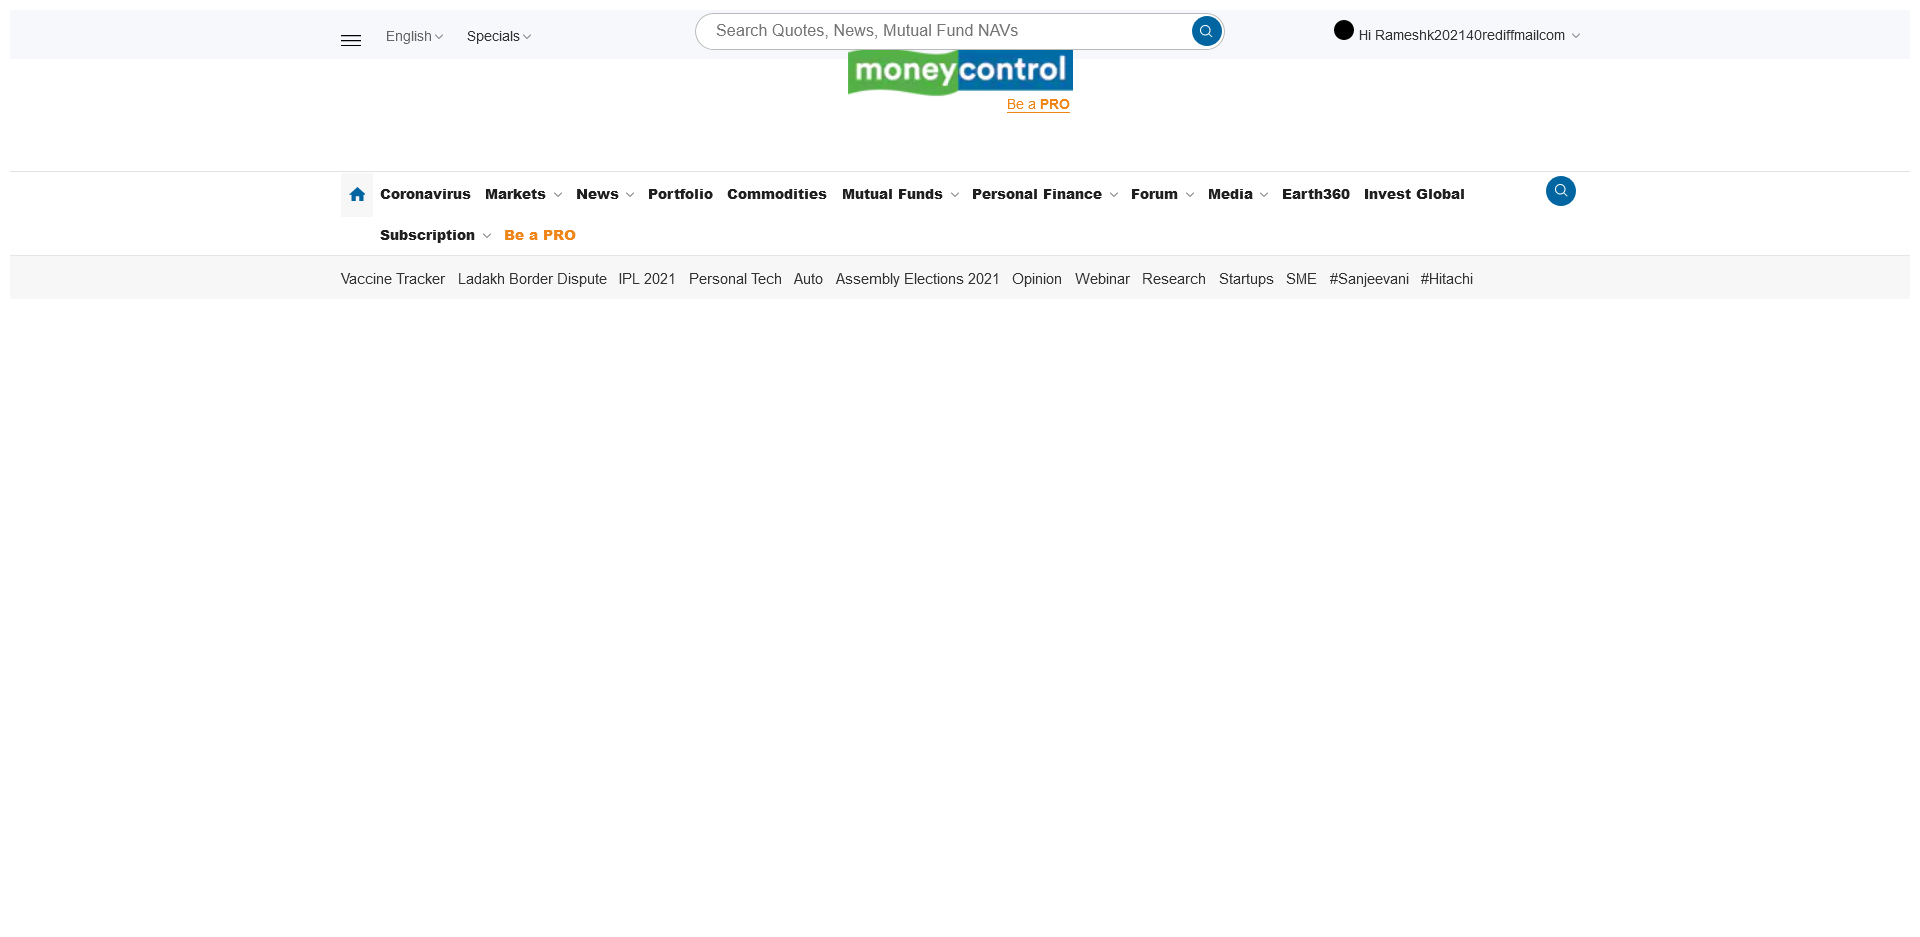 English Specials Search Quotes, News, Mutual Fund NAVs Hi Rameshk202140rediffmailcom
moneycontrol
Be a PRO
Coronavirus Markets News Portfolio Commodities Mutual Funds Personal Finance Forum Media Earth360 Invest Global
Subscription Be a PRO
Vaccine Tracker Ladakh Border Dispute IPL 2021 Personal Tech Auto Assembly Elections 2021 Opinion Webinar Research Startups SME #Sanjeevani #Hitachi